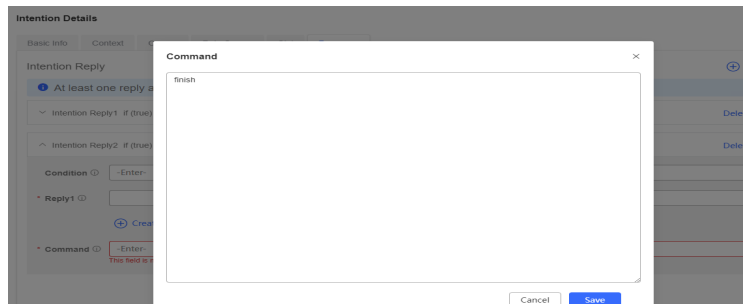 Intention Details
Basic Info Context
Command ×
Intention Reply
finish
At least one reply a
Intention Reply1 if (true) Dele
Intention Reply2 if (true) Dele
Condition -Enter-
* Reply1
Crea
* Command -Enter-
This field is r
Cancel Save